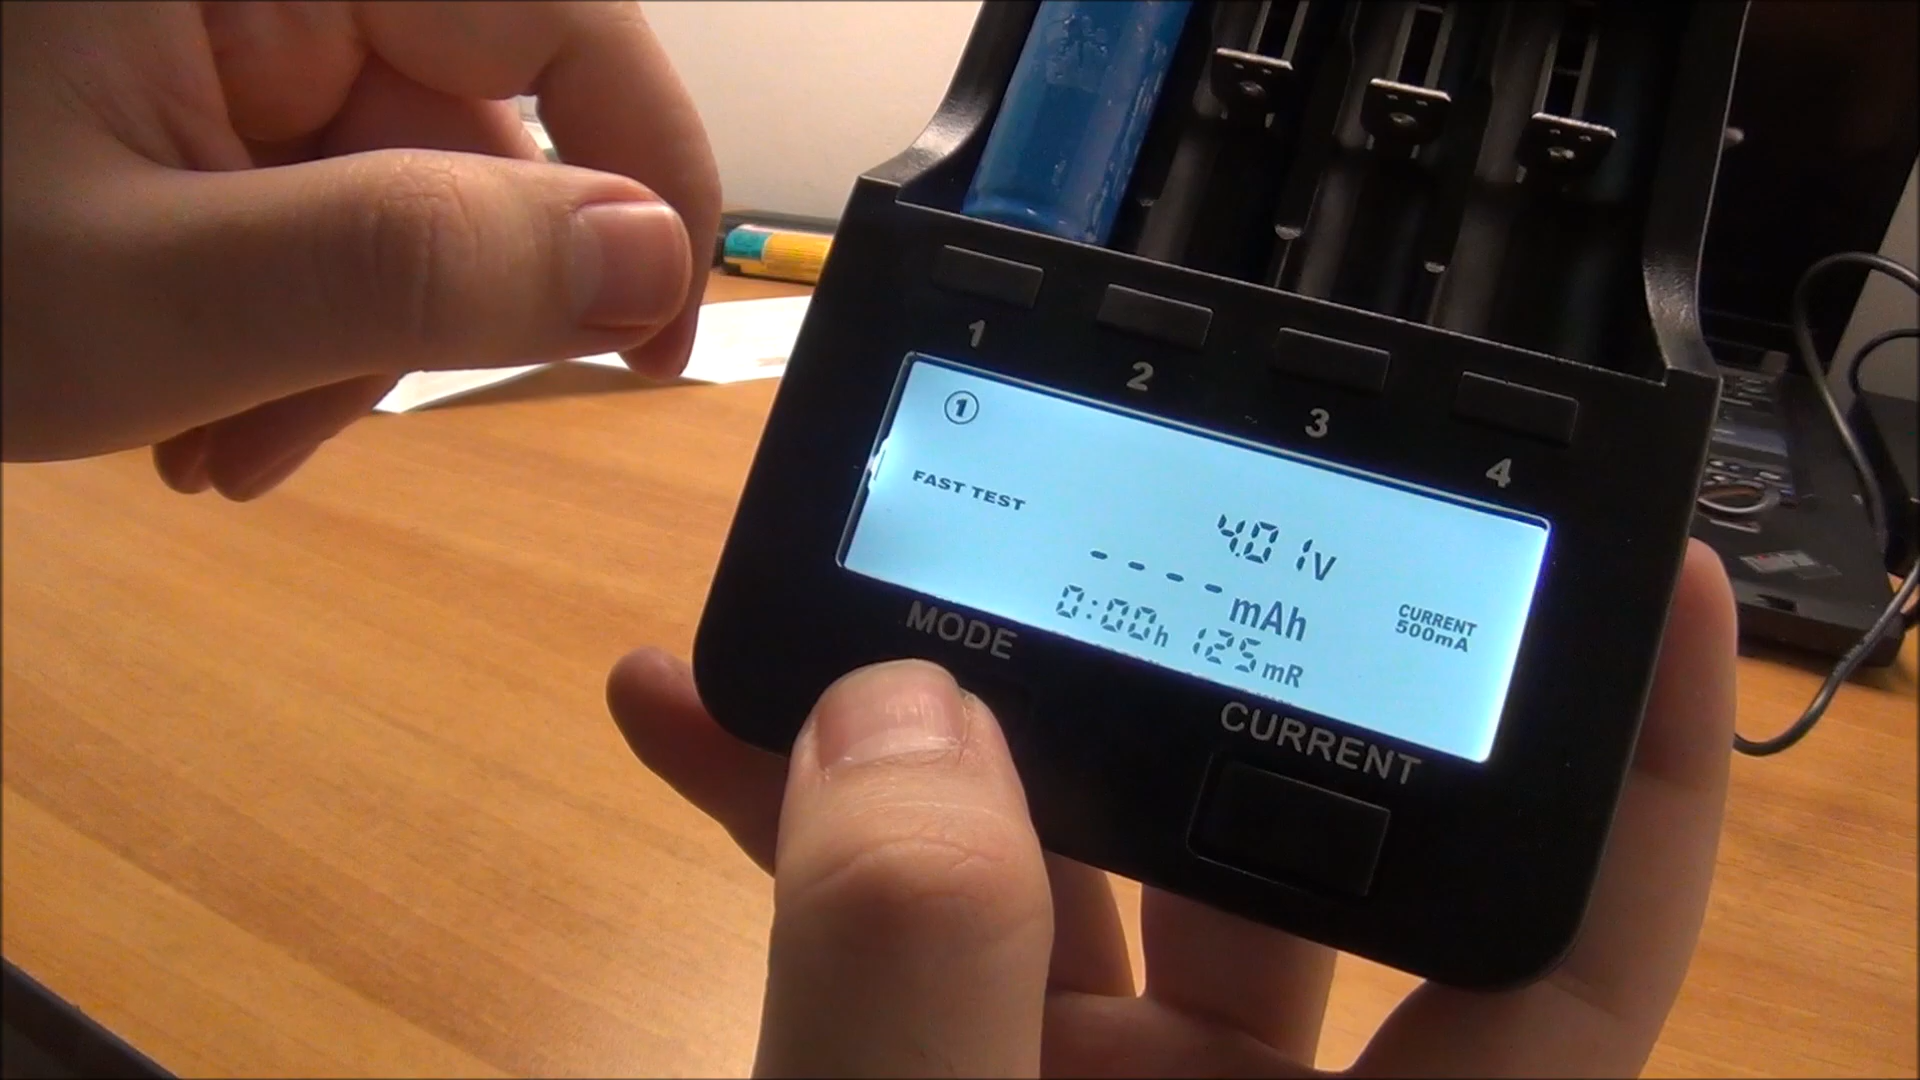 1
2
3
4
①
FAST TEST
4.01V
- - - - mAh
0:00h 125mR
CURRENT
500mA
MODE
CURRENT